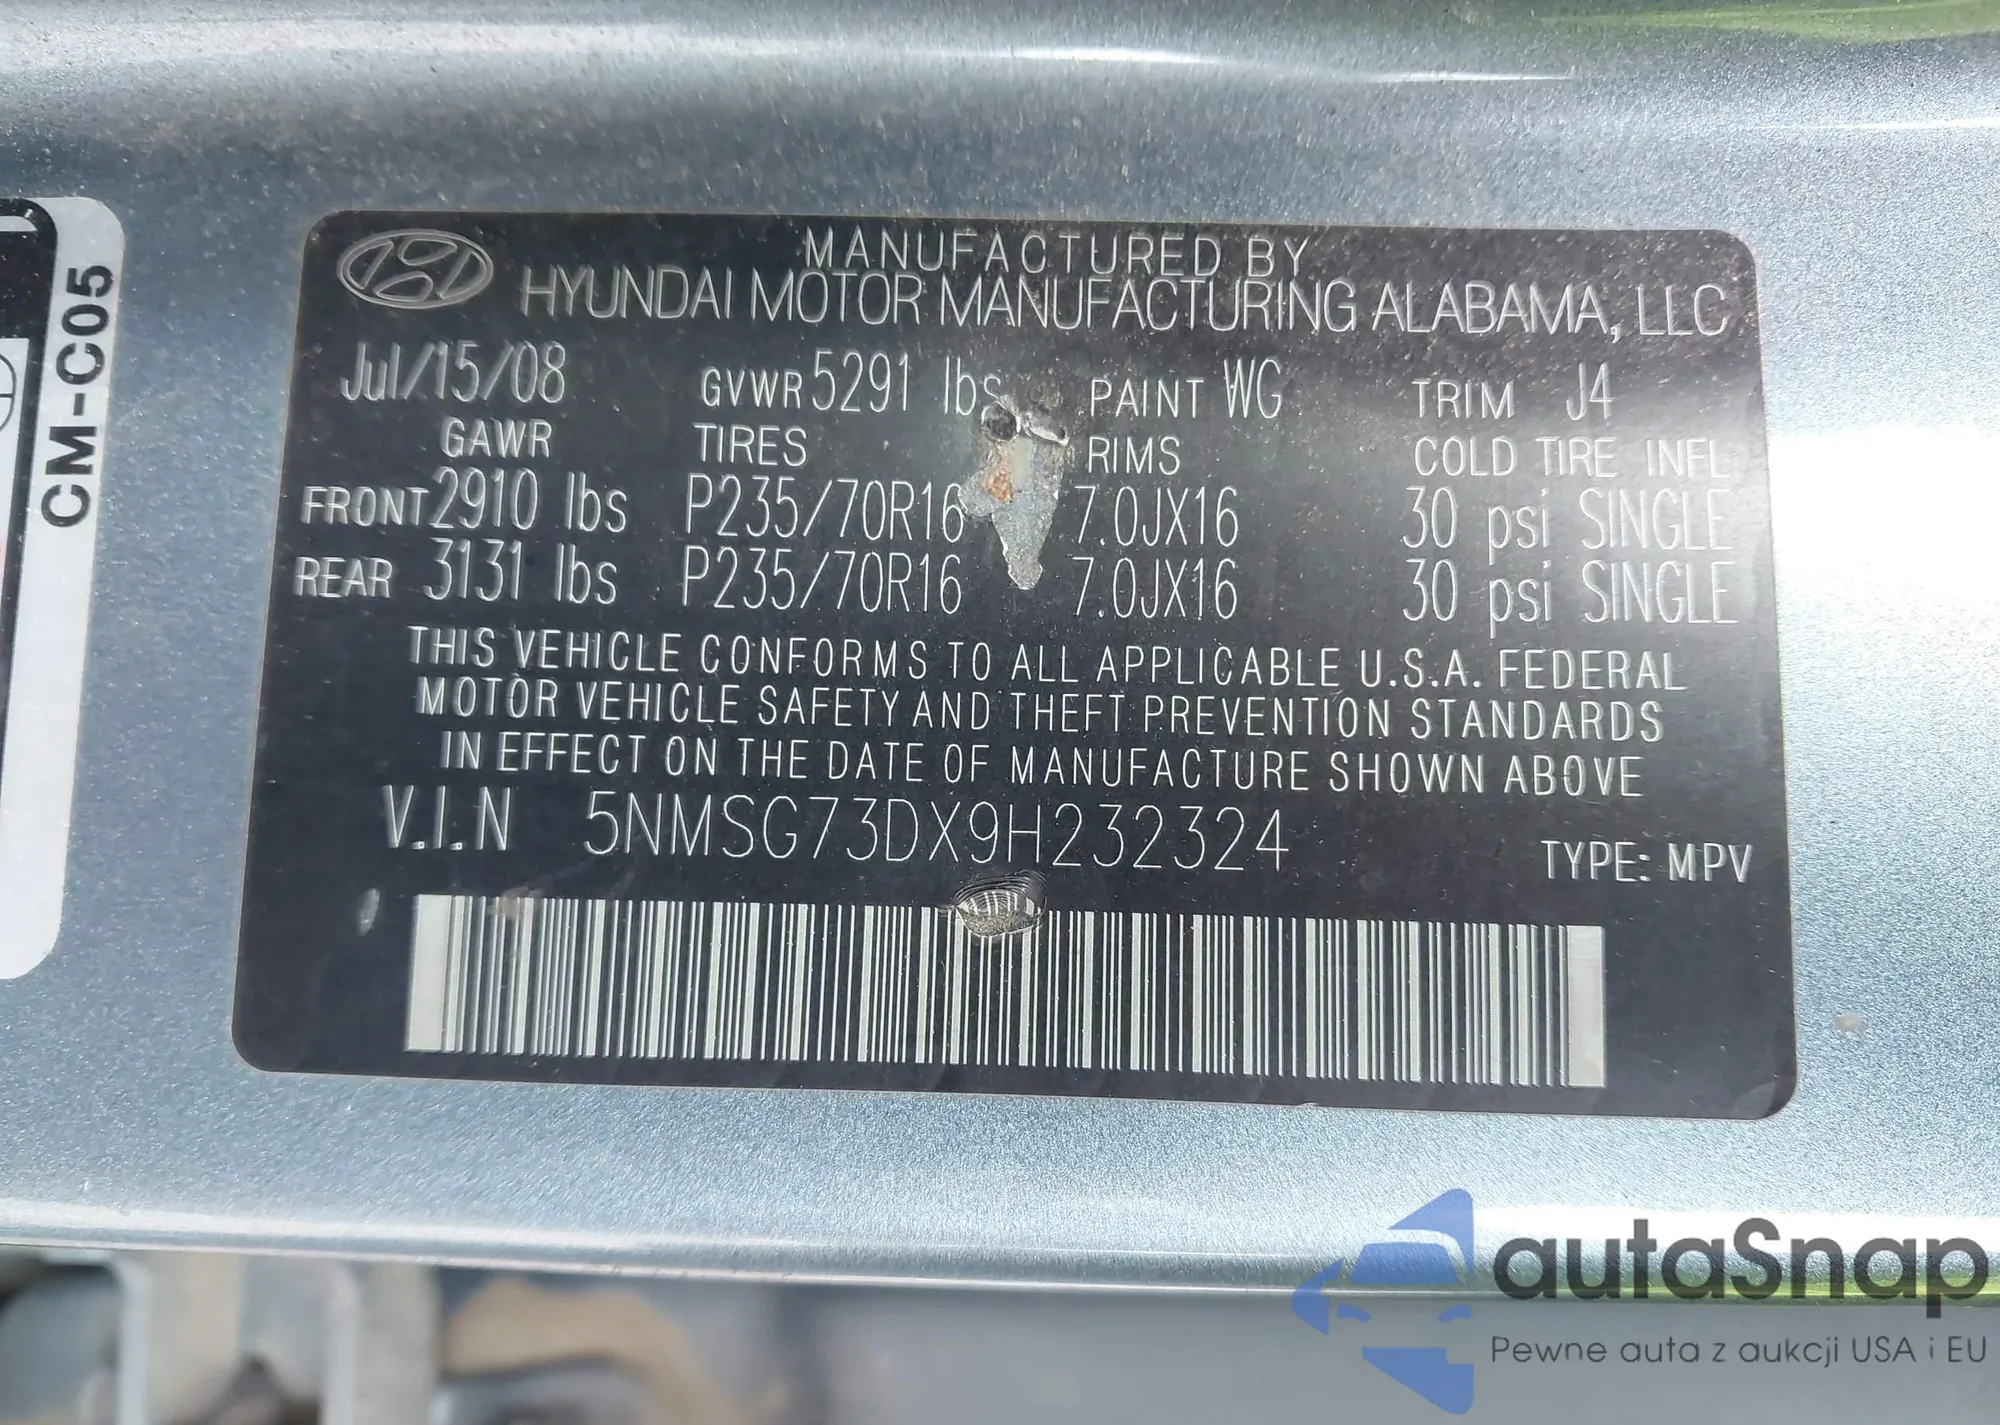 CM-C05
MANUFACTURED BY
HYUNDAI MOTOR MANUFACTURING ALABAMA, LLC
Jul/15/08 GVWR 5291 lbs PAINT WG TRIM J4
GAWR TIRES RIMS COLD TIRE INFL
FRONT 2910 lbs P235/70R16 7.0JX16 30 psi SINGLE
REAR 3131 lbs P235/70R16 7.0JX16 30 psi SINGLE
THIS VEHICLE CONFORMS TO ALL APPLICABLE U.S.A. FEDERAL
MOTOR VEHICLE SAFETY AND THEFT PREVENTION STANDARDS
IN EFFECT ON THE DATE OF MANUFACTURE SHOWN ABOVE
V.I.N 5NMSG73DX9H232324
TYPE: MPV
autaSnap
Pewne auta z aukcji USA i EU